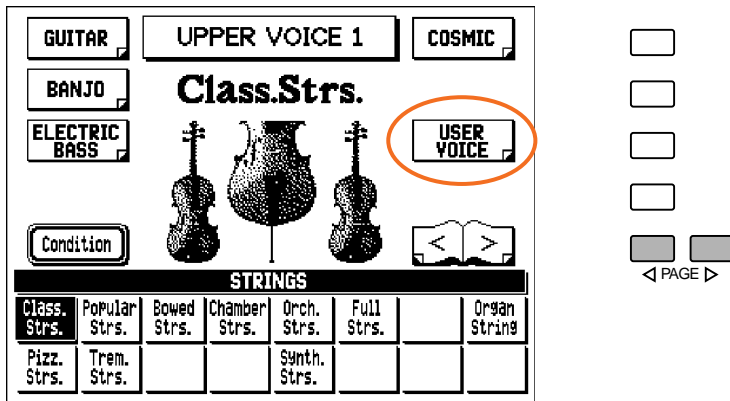 GUITAR
UPPER VOICE 1
COSMIC
BANJO
Class.Strs.
ELECTRIC
BASS
USER
VOICE
Condition
< >
◁ PAGE ▷
STRINGS
Class. Popular Bowed Chamber Orch. Full Organ
Strs. Strs. Strs. Strs. Strs. Strs. String
Pizz. Trem. Synth.
Strs. Strs. Strs.